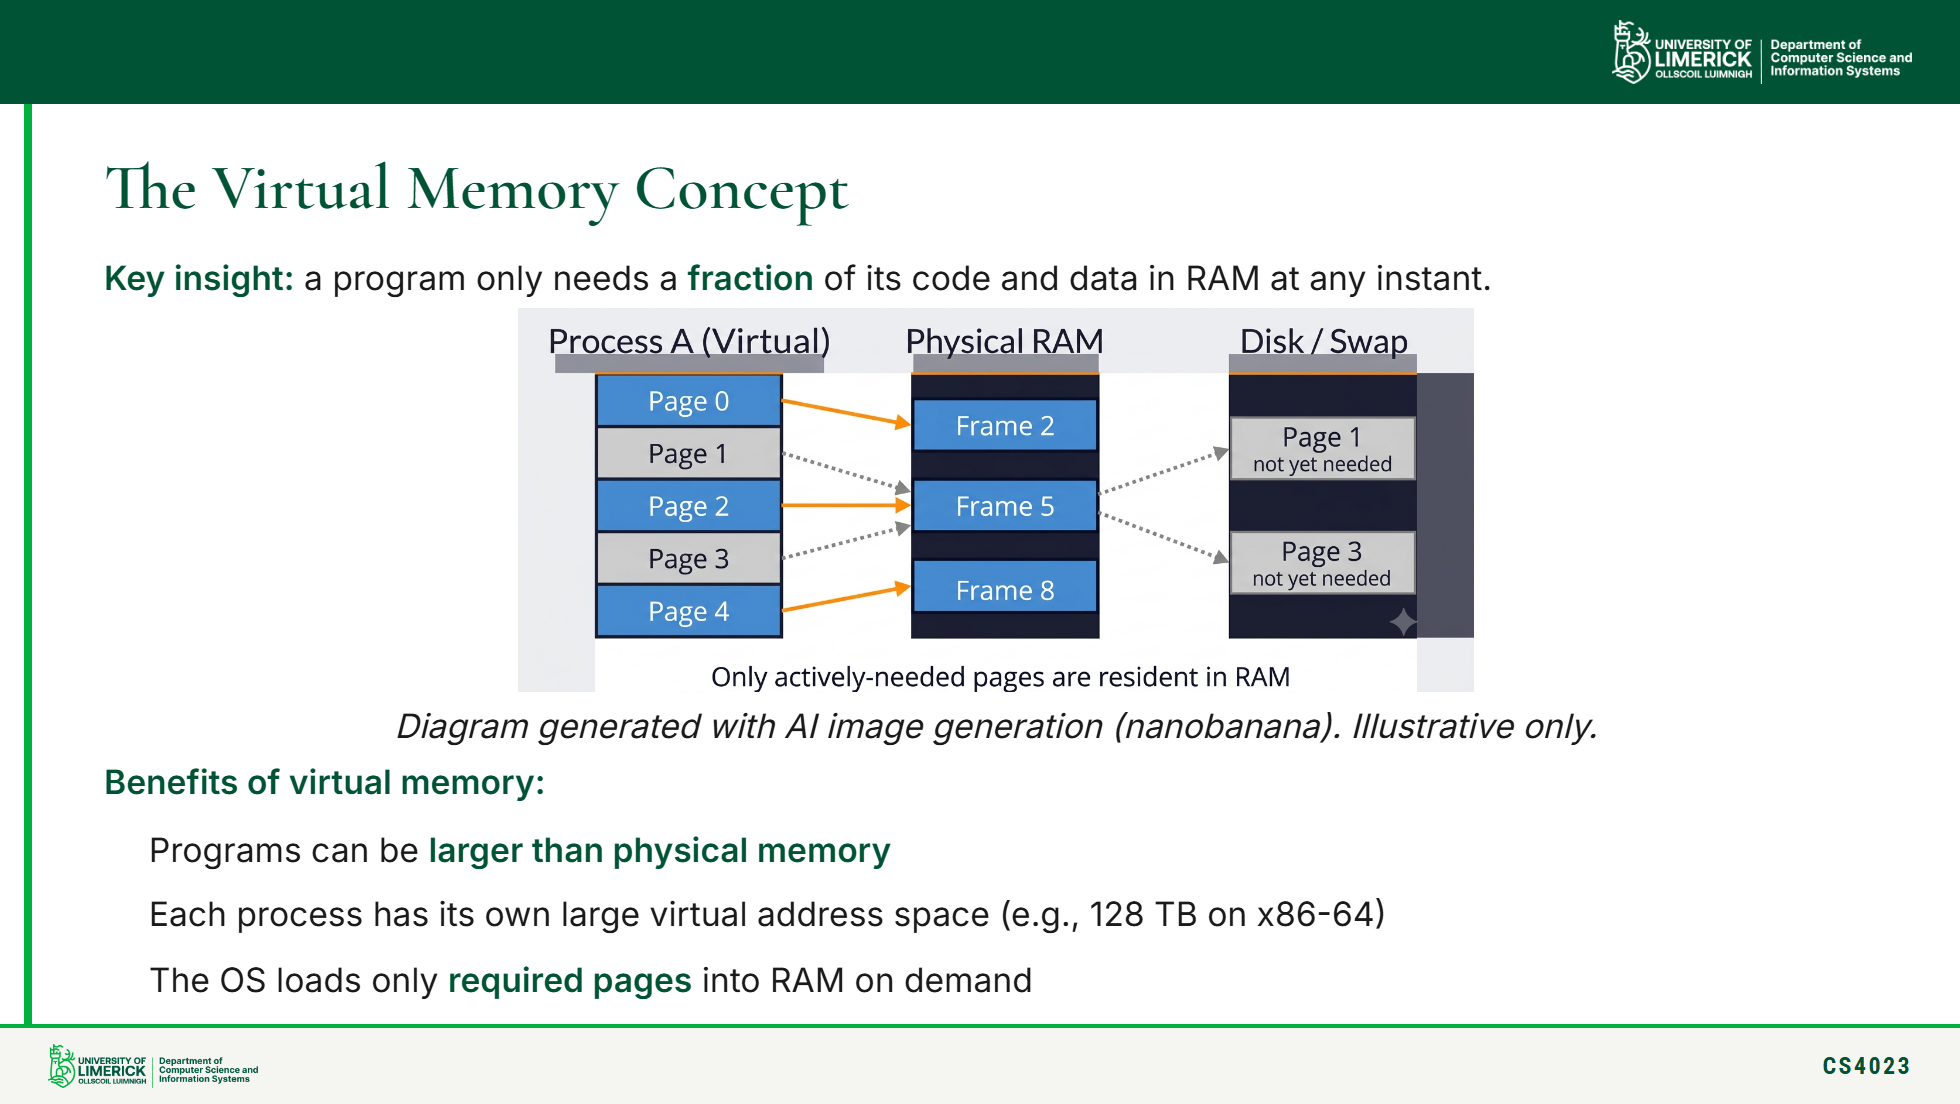 UNIVERSITY OF
LIMERICK
OLLSCOIL LUIMNIGH
Department of
Computer Science and
Information Systems
The Virtual Memory Concept
Key insight: a program only needs a fraction of its code and data in RAM at any instant.
Process A (Virtual)
Physical RAM
Disk / Swap
Page 0
Page 1
Page 2
Page 3
Page 4
Frame 2
Frame 5
Frame 8
Page 1
not yet needed
Page 3
not yet needed
Only actively-needed pages are resident in RAM
Diagram generated with AI image generation (nanobanana). Illustrative only.
Benefits of virtual memory:
Programs can be larger than physical memory
Each process has its own large virtual address space (e.g., 128 TB on x86-64)
The OS loads only required pages into RAM on demand
UNIVERSITY OF
LIMERICK
OLLSCOIL LUIMNIGH
Department of
Computer Science and
Information Systems
CS4023